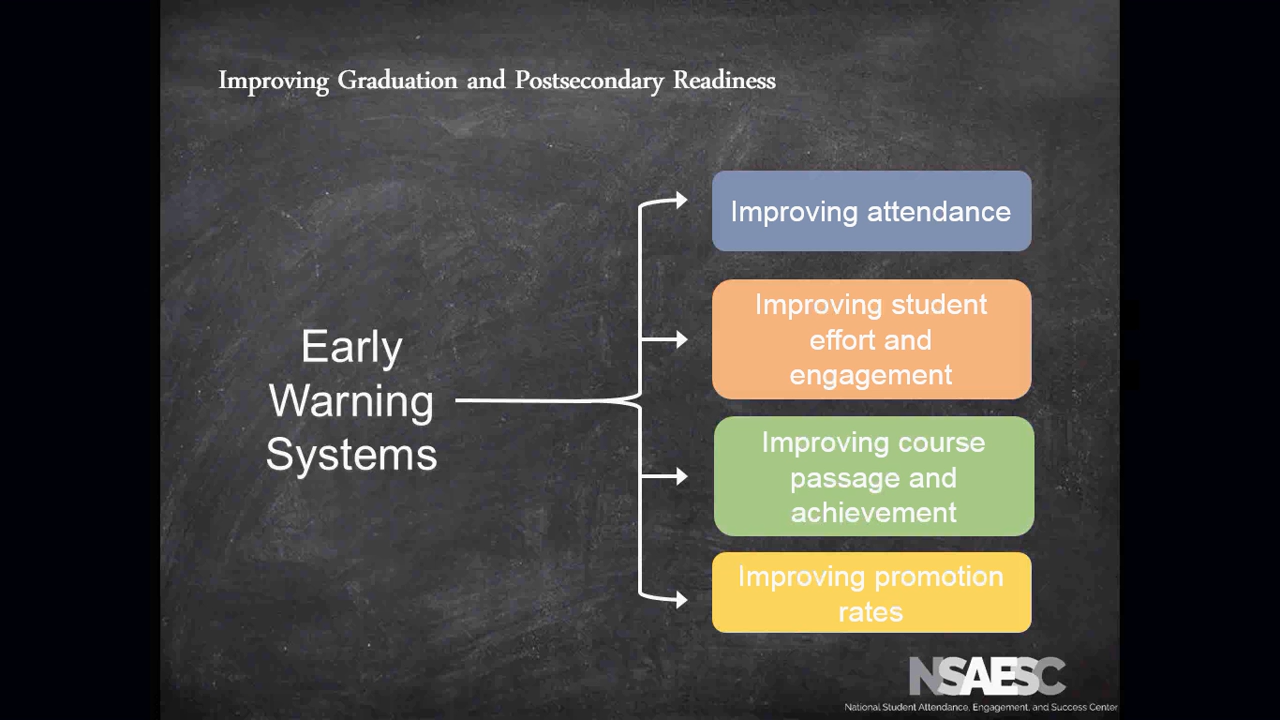 Improving Graduation and Postsecondary Readiness
Early
Warning
Systems
Improving attendance
Improving student
effort and
engagement
Improving course
passage and
achievement
Improving promotion
rates
NSAESC
National Student Attendance, Engagement, and Success Center